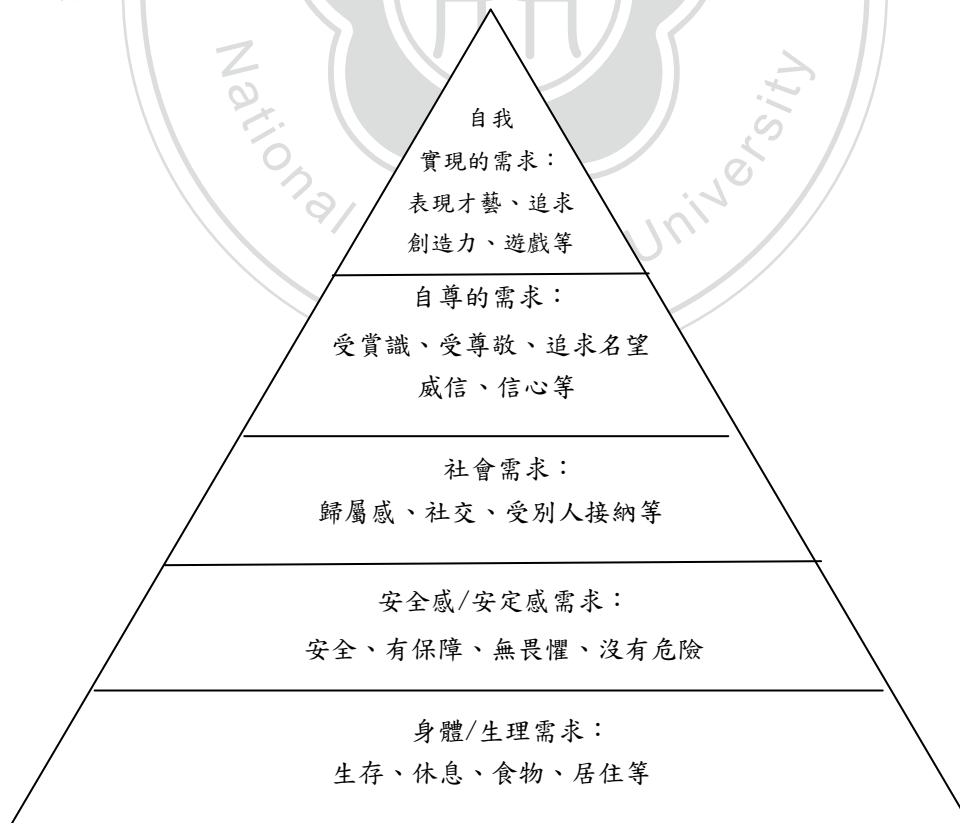 自我
實現的需求：
表現才藝、追求
創造力、遊戲等
自尊的需求：
受賞識、受尊敬、追求名望
威信、信心等
社會需求：
歸屬感、社交、受別人接納等
安全感/安定感需求：
安全、有保障、無畏懼、沒有危險
身體/生理需求：
生存、休息、食物、居住等
National
University